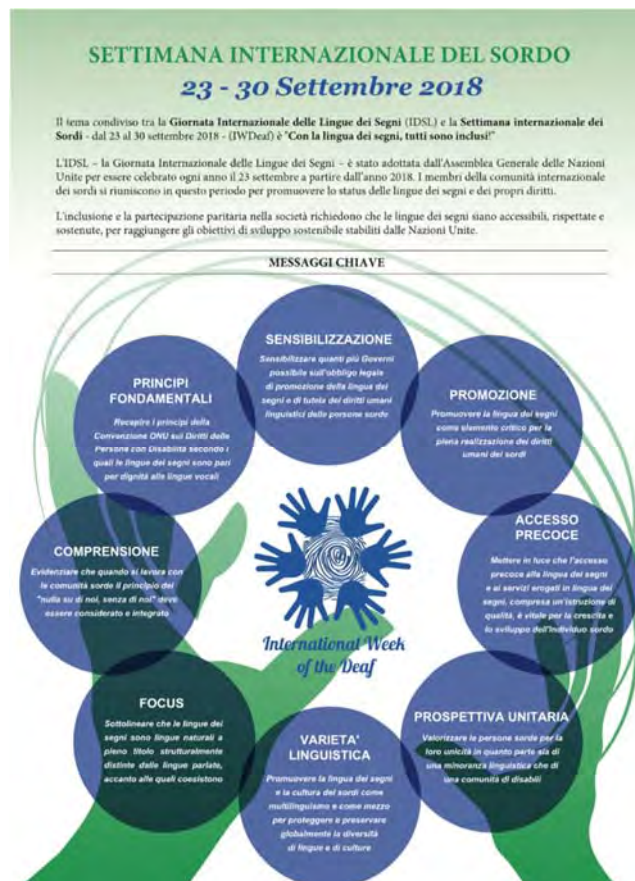 SETTIMANA INTERNAZIONALE DEL SORDO
23 - 30 Settembre 2018
Il tema condiviso tra la Giornata Internazionale delle Lingue dei Segni (IDSL) e la Settimana internazionale dei
Sordi - dal 23 al 30 settembre 2018 - (IWDeaf) è "Con la lingua dei segni, tutti sono inclusi!"
L'IDSL – la Giornata Internazionale delle Lingue dei Segni – è stato adottata dall'Assemblea Generale delle Nazioni
Unite per essere celebrato ogni anno il 23 settembre a partire dall'anno 2018. I membri della comunità internazionale
dei sordi si riuniscono in questo periodo per promuovere lo status delle lingue dei segni e dei propri diritti.
L'inclusione e la partecipazione paritaria nella società richiedono che le lingue dei segni siano accessibili, rispettate e
sostenute, per raggiungere gli obiettivi di sviluppo sostenibile stabiliti dalle Nazioni Unite.
MESSAGGI CHIAVE
SENSIBILIZZAZIONE
Sensibilizzare quanti più Governi
possibile sull'obbligo legale
di promozione della lingua dei
segni e di tutela dei diritti umani
linguistici delle persone sorde
PROMOZIONE
Promuovere la lingua dei segni
come elemento critico per la
piena realizzazione dei diritti
umani dei sordi
ACCESSO
PRECOCE
Mettere in luce che l'accesso
precoce alla lingua dei segni
e ai servizi erogati in lingua dei
segni, compresa un'istruzione di
qualità, è vitale per la crescita e
lo sviluppo dell'individuo sordo
PROSPETTIVA UNITARIA
Valorizzare le persone sorde per la
loro unicità in quanto parte sia di
una minoranza linguistica che di
una comunità di disabili
VARIETA'
LINGUISTICA
Promuovere la lingua dei segni
e la cultura dei sordi come
multilinguismo e come mezzo
per proteggere e preservare
globalmente la diversità
di lingue e di culture
FOCUS
Sottolineare che le lingue dei
segni sono lingue naturali a
pieno titolo strutturalmente
distinte dalle lingue parlate,
accanto alle quali coesistono
COMPRENSIONE
Evidenziare che quando si lavora con
le comunità sorde il principio del
"nulla su di noi, senza di noi" deve
essere considerato e integrato
PRINCIPI
FONDAMENTALI
Recepire i principi della
Convenzione ONU sui Diritti delle
Persone con Disabilità secondo i
quali le lingue dei segni sono pari
per dignità alle lingue vocali
International Week
of the Deaf